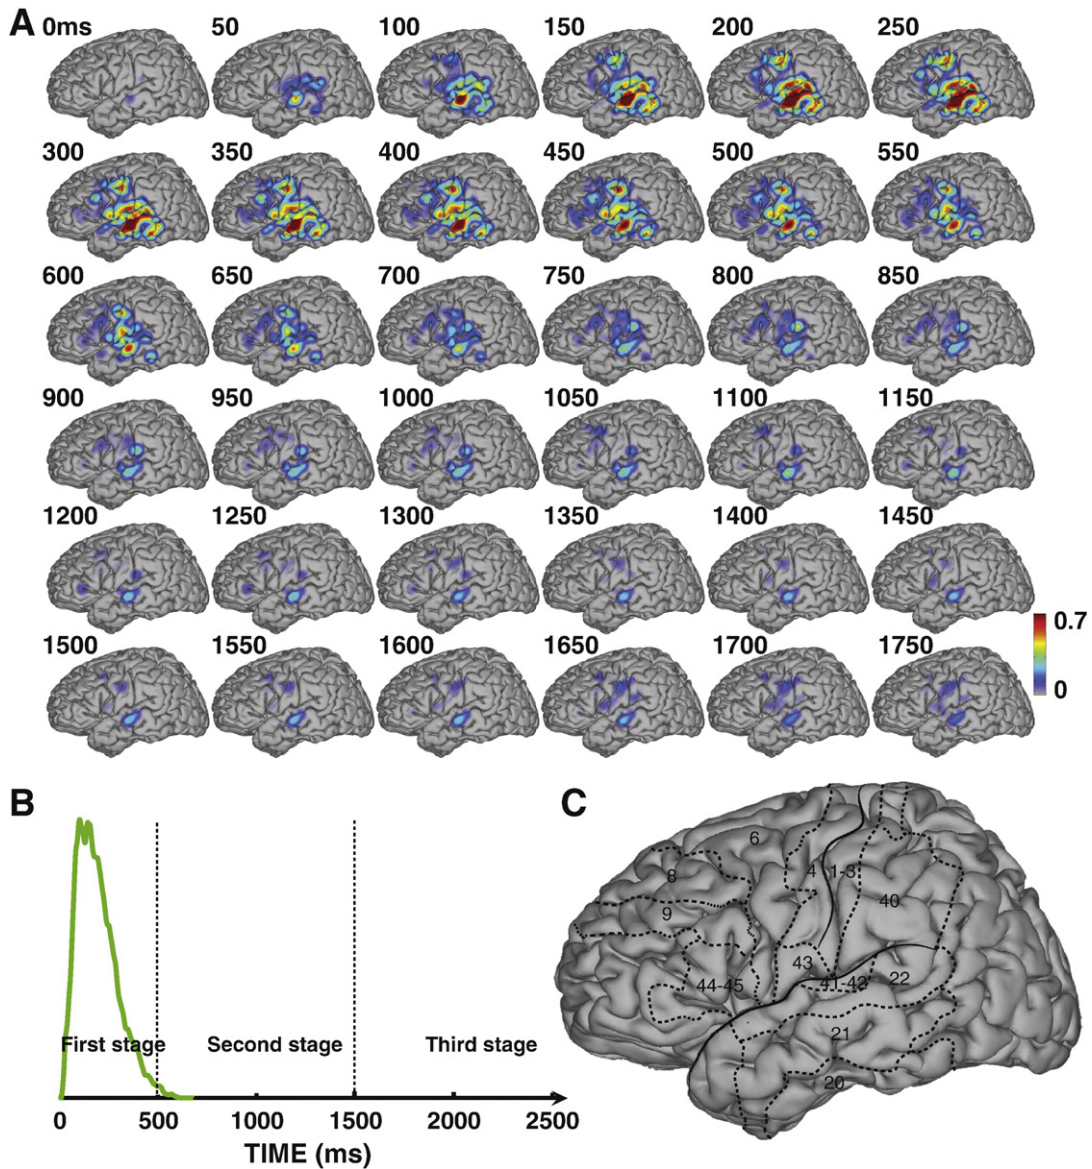 A 0ms 50 100 150 200 250
300 350 400 450 500 550
600 650 700 750 800 850
900 950 1000 1050 1100 1150
1200 1250 1300 1350 1400 1450
0.7
1500 1550 1600 1650 1700 1750
0
B
C
6
8
4 1-3
9
40
43
44-45 41-42 22
21
20
First stage Second stage Third stage
0 500 1000 1500 2000 2500
TIME (ms)